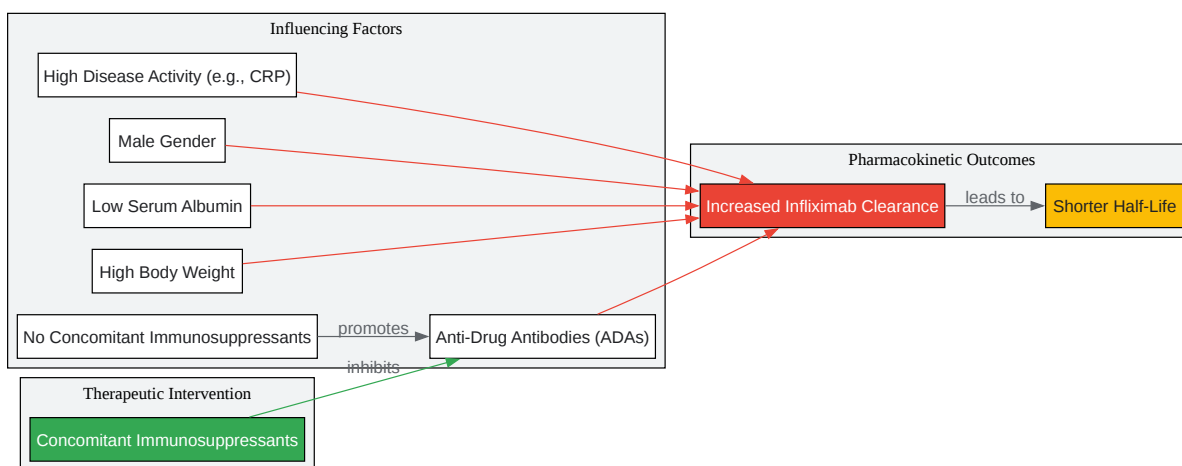 Influencing Factors
High Disease Activity (e.g., CRP)
Male Gender
Low Serum Albumin
High Body Weight
No Concomitant Immunosuppressants
promotes
Anti-Drug Antibodies (ADAs)
inhibits
Therapeutic Intervention
Concomitant Immunosuppressants
Pharmacokinetic Outcomes
Increased Infliximab Clearance
leads to
Shorter Half-Life